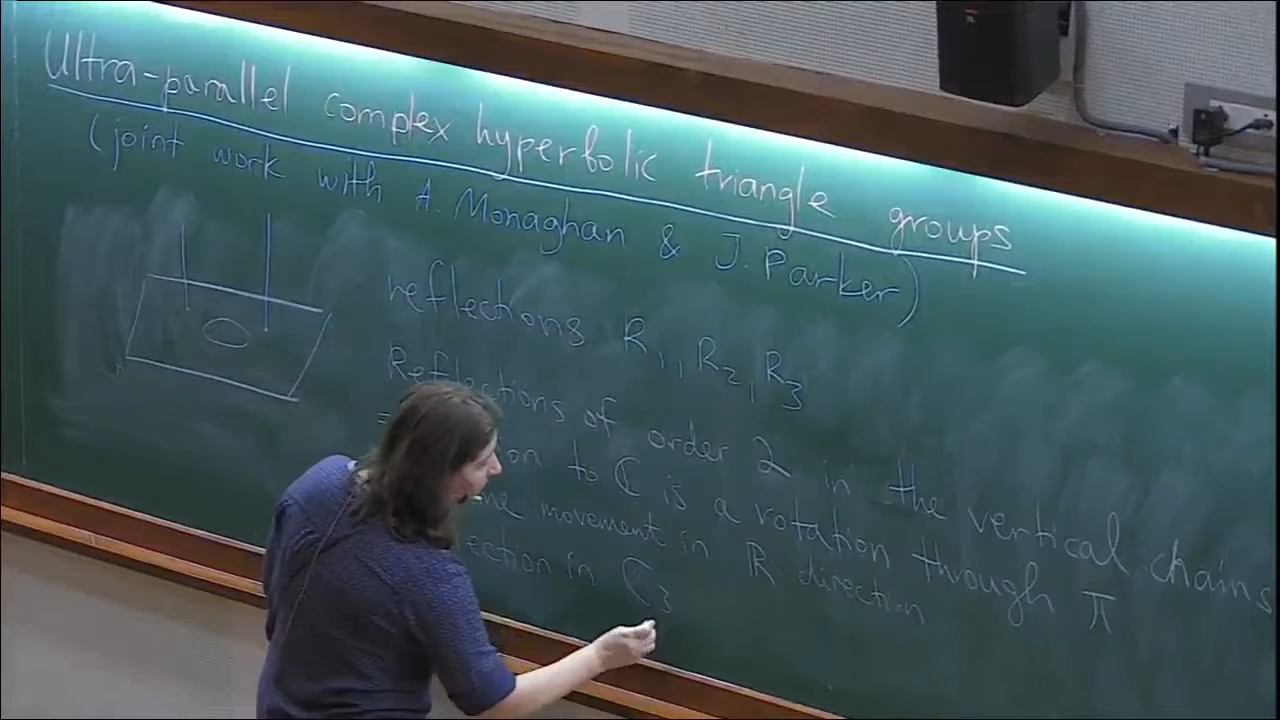 Ultra-parallel complex hyperbolic triangle groups
(joint work with A. Monaghan & J. Parker)
reflections R₁, R₂, R₃
Reflections of order 2 in the vertical chains
to ℂ is a rotation through π
movement in ℝ direction
in C₃